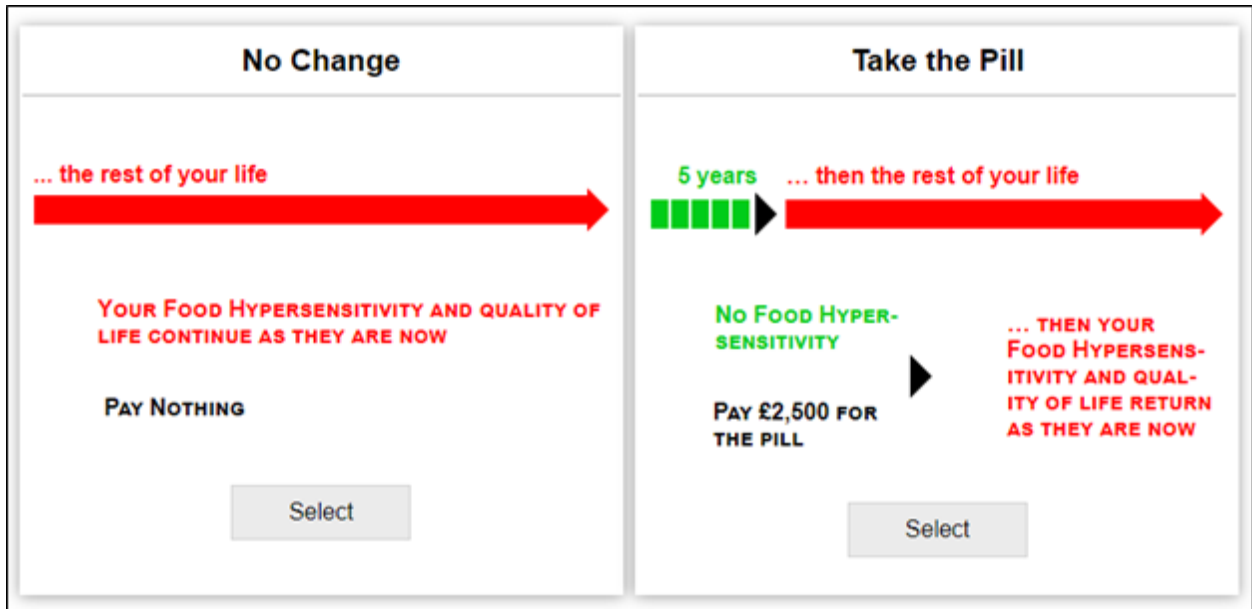 No Change
... the rest of your life
Your Food Hypersensitivity and quality of
life continue as they are now
Pay Nothing
Select
Take the Pill
5 years
... then the rest of your life
No Food Hyper-
sensitivity
Pay £2,500 for
the pill
... then your
Food Hypersens-
itivity and qual-
ity of life return
as they are now
Select